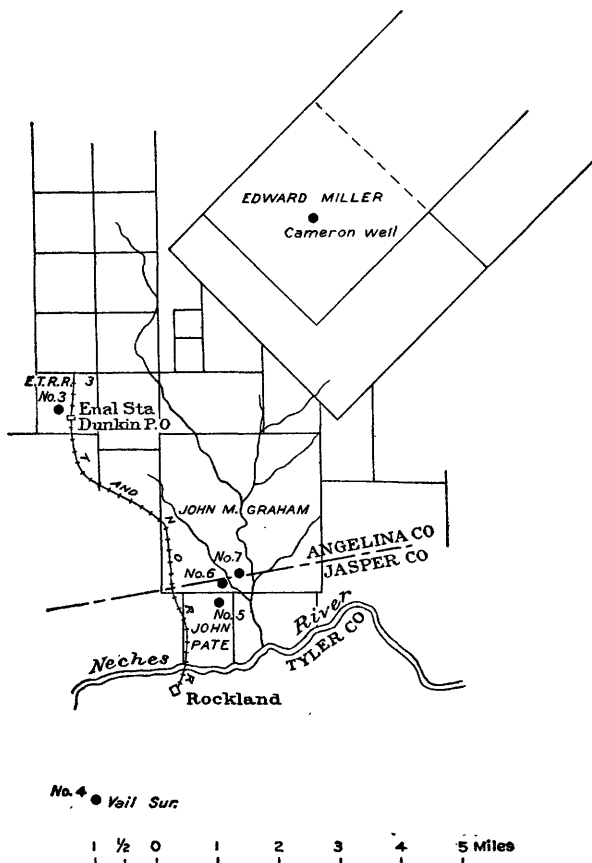 EDWARD MILLER
Cameron well
E.T.R.R. 3
No.3
Enal Sta
Dunkin P.O
T. AND N.O. R R
JOHN M. GRAHAM
ANGELINA CO
JASPER CO
No.7
No.6
No.5
JOHN
PATE
Neches River
TYLER CO
Rockland
No.4
Vail Sur.
1 ½ 0 1 2 3 4 5 Miles